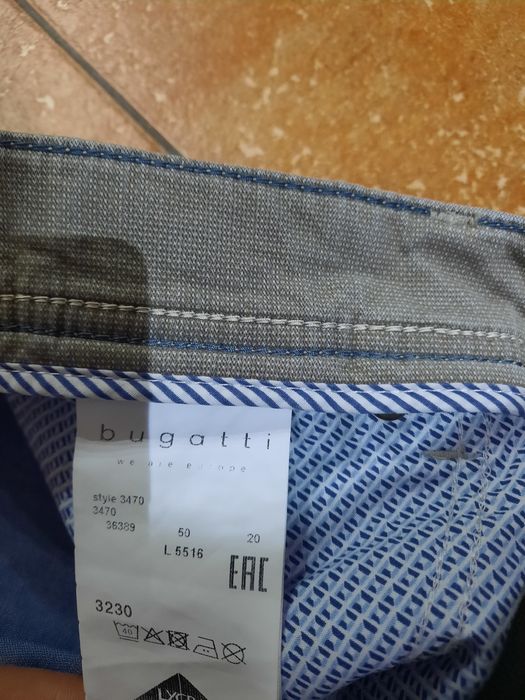 bugatti
we are europe
style 3470
3470
36389
50 20
L 5516
EAC
3230
40